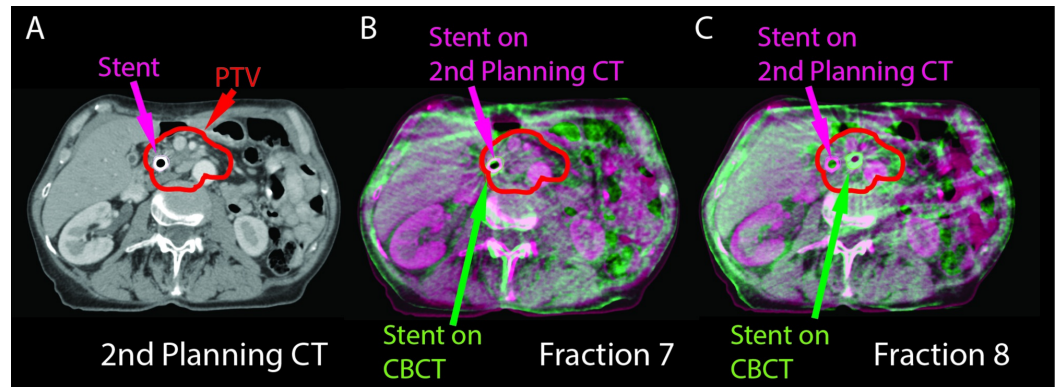 A
Stent
PTV
2nd Planning CT
B
Stent on
2nd Planning CT
Stent on
CBCT
Fraction 7
C
Stent on
2nd Planning CT
Stent on
CBCT
Fraction 8